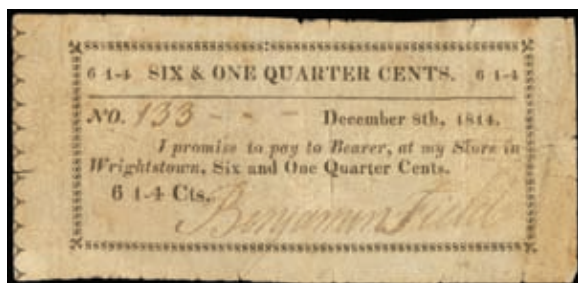 6 1-4 SIX & ONE QUARTER CENTS. 6 1-4
NO. 133 - - - December 8th, 1814.
I promise to pay to Bearer, at my Store in
Wrightstown, Six and One Quarter Cents.
6 1-4 Cts.
Benjamin Field